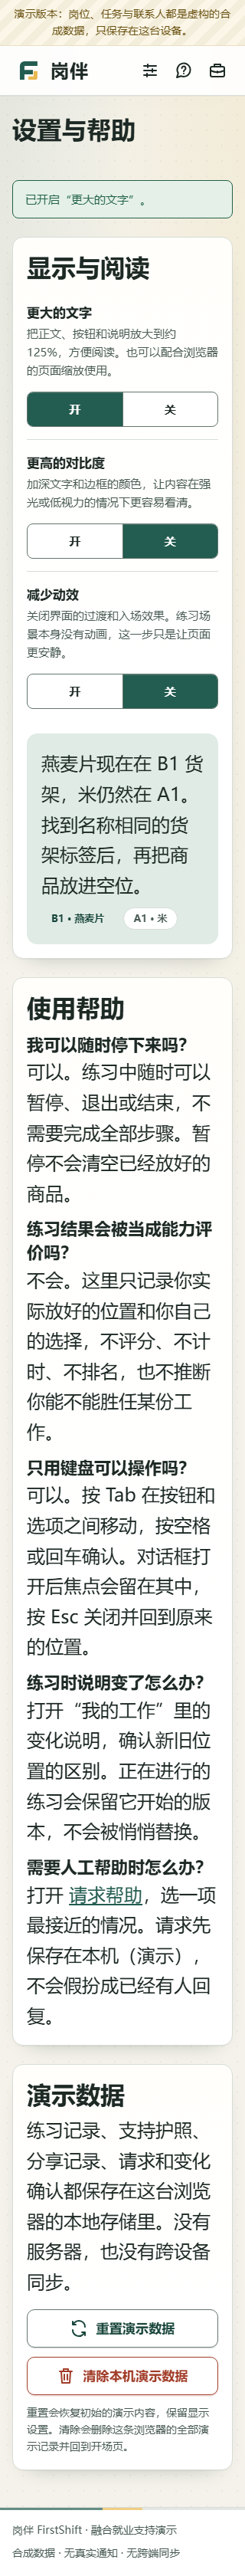 演示版本：岗位、任务与联系人都是虚构的合
成数据，只保存在这台设备。
岗伴
设置与帮助
已开启“更大的文字”。
显示与阅读
更大的文字
把正文、按钮和说明放大到约
125%，方便阅读。也可以配合浏览器
的页面缩放使用。
开 关
更高的对比度
加深文字和边框的颜色，让内容在强
光或低视力的情况下更容易看清。
开 关
减少动效
关闭界面的过渡和入场效果。练习场
景本身没有动画，这一步只是让页面
更安静。
开 关
燕麦片现在在 B1 货
架，米仍然在 A1。
找到名称相同的货
架标签后，再把商
品放进空位。
B1 • 燕麦片 A1 • 米
使用帮助
我可以随时停下来吗？
可以。练习中随时可以
暂停、退出或结束，不
需要完成全部步骤。暂
停不会清空已经放好的
商品。
练习结果会被当成能力评
价吗？
不会。这里只记录你实
际放好的位置和你自己
的选择，不评分、不计
时、不排名，也不推断
你能不能胜任某份工
作。
只用键盘可以操作吗？
可以。按 Tab 在按钮和
选项之间移动，按空格
或回车确认。对话框打
开后焦点会留在其中，
按 Esc 关闭并回到原来
的位置。
练习时说明变了怎么办？
打开“我的工作”里的
变化说明，确认新旧位
置的区别。正在进行的
练习会保留它开始的版
本，不会被悄悄替换。
需要人工帮助时怎么办？
打开 请求帮助，选一项
最接近的情况。请求先
保存在本机（演示），
不会假扮成已经有人回
复。
演示数据
练习记录、支持护照、
分享记录、请求和变化
确认都保存在这台浏览
器的本地存储里。没有
服务器，也没有跨设备
同步。
重置演示数据
清除本机演示数据
重置会恢复初始的演示内容，保留显示
设置。清除会删除这条浏览器的全部演
示记录并回到开场页。
岗伴 FirstShift · 融合就业支持演示
合成数据 · 无真实通知 · 无跨端同步